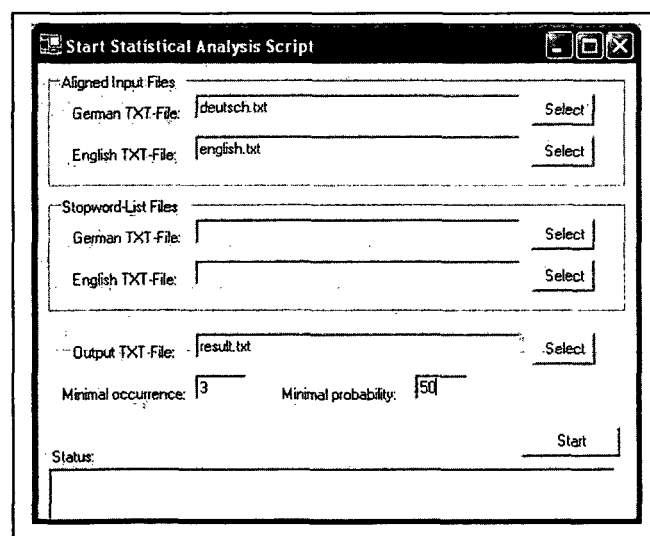 Start Statistical Analysis Script
Aligned Input Files
German TXT-File: deutsch.txt Select
English TXT-File: english.txt Select
Stopword-List Files
German TXT-File: Select
English TXT-File: Select
Output TXT-File: result.txt Select
Minimal occurrence: 3 Minimal probability: 50
Start
Status: